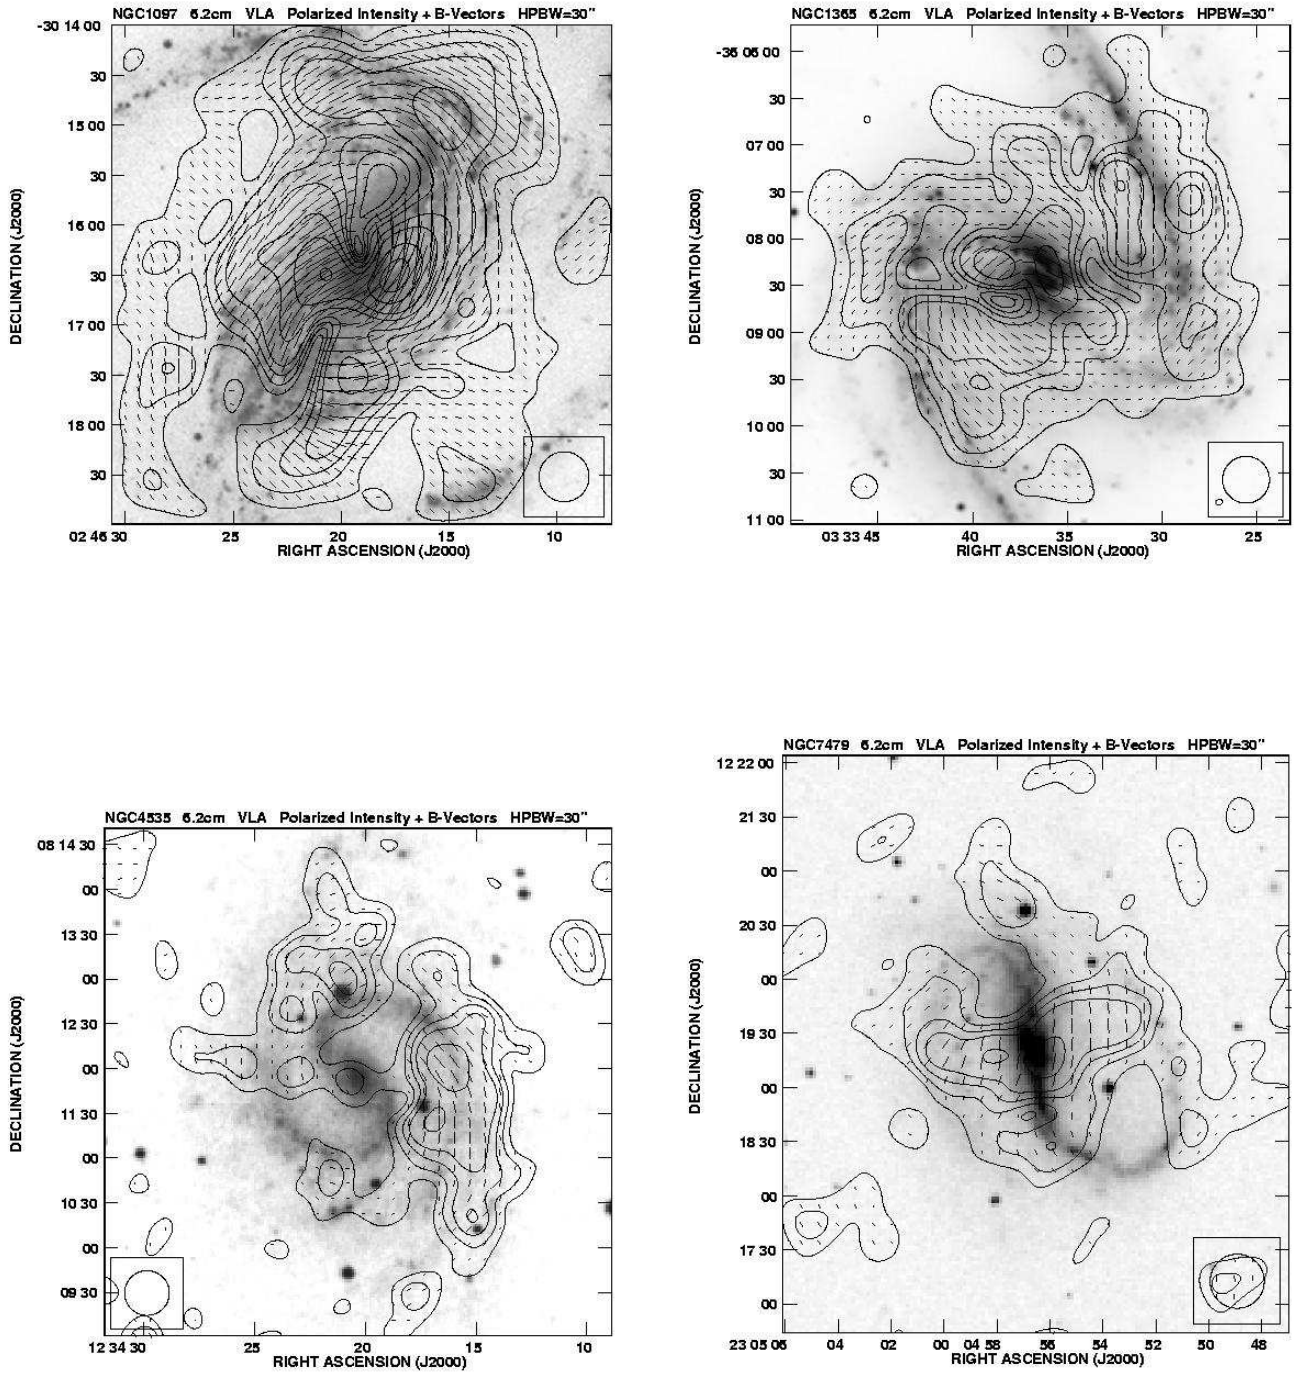 NGC1097 6.2cm VLA Polarized Intensity + B-Vectors HPBW=30"
-30 14 00
30
15 00
30
16 00
30
17 00
30
18 00
30
DECLINATION (J2000)
02 46 30 25 20 15 10
RIGHT ASCENSION (J2000)
NGC1365 6.2cm VLA Polarized Intensity + B-Vectors HPBW=30"
-36 06 00
30
07 00
30
08 00
30
09 00
30
10 00
30
11 00
DECLINATION (J2000)
03 33 45 40 35 30 25
RIGHT ASCENSION (J2000)
NGC4535 6.2cm VLA Polarized Intensity + B-Vectors HPBW=30"
08 14 30
00
13 30
00
12 30
00
11 30
00
10 30
00
09 30
DECLINATION (J2000)
12 34 30 25 20 15
RIGHT ASCENSION (J2000)
NGC7479 6.2cm VLA Polarized Intensity + B-Vectors HPBW=30"
12 22 00
21 30
00
20 30
00
19 30
00
18 30
00
17 30
00
DECLINATION (J2000)
23 05 06 04 02 00 04 58 56 54 52 50 48
RIGHT ASCENSION (J2000)